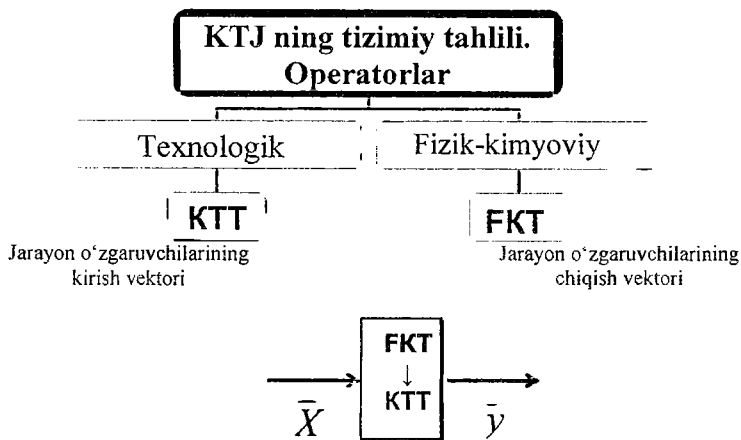 KTJ ning tizimiy tahlili.
Operatorlar
Texnologik
Fizik-kimyoviy
KTT
FKT
Jarayon o‘zgaruvchilarining
kirish vektori
Jarayon o‘zgaruvchilarining
chiqish vektori
FKT
↓
KTT
X̅
y̅